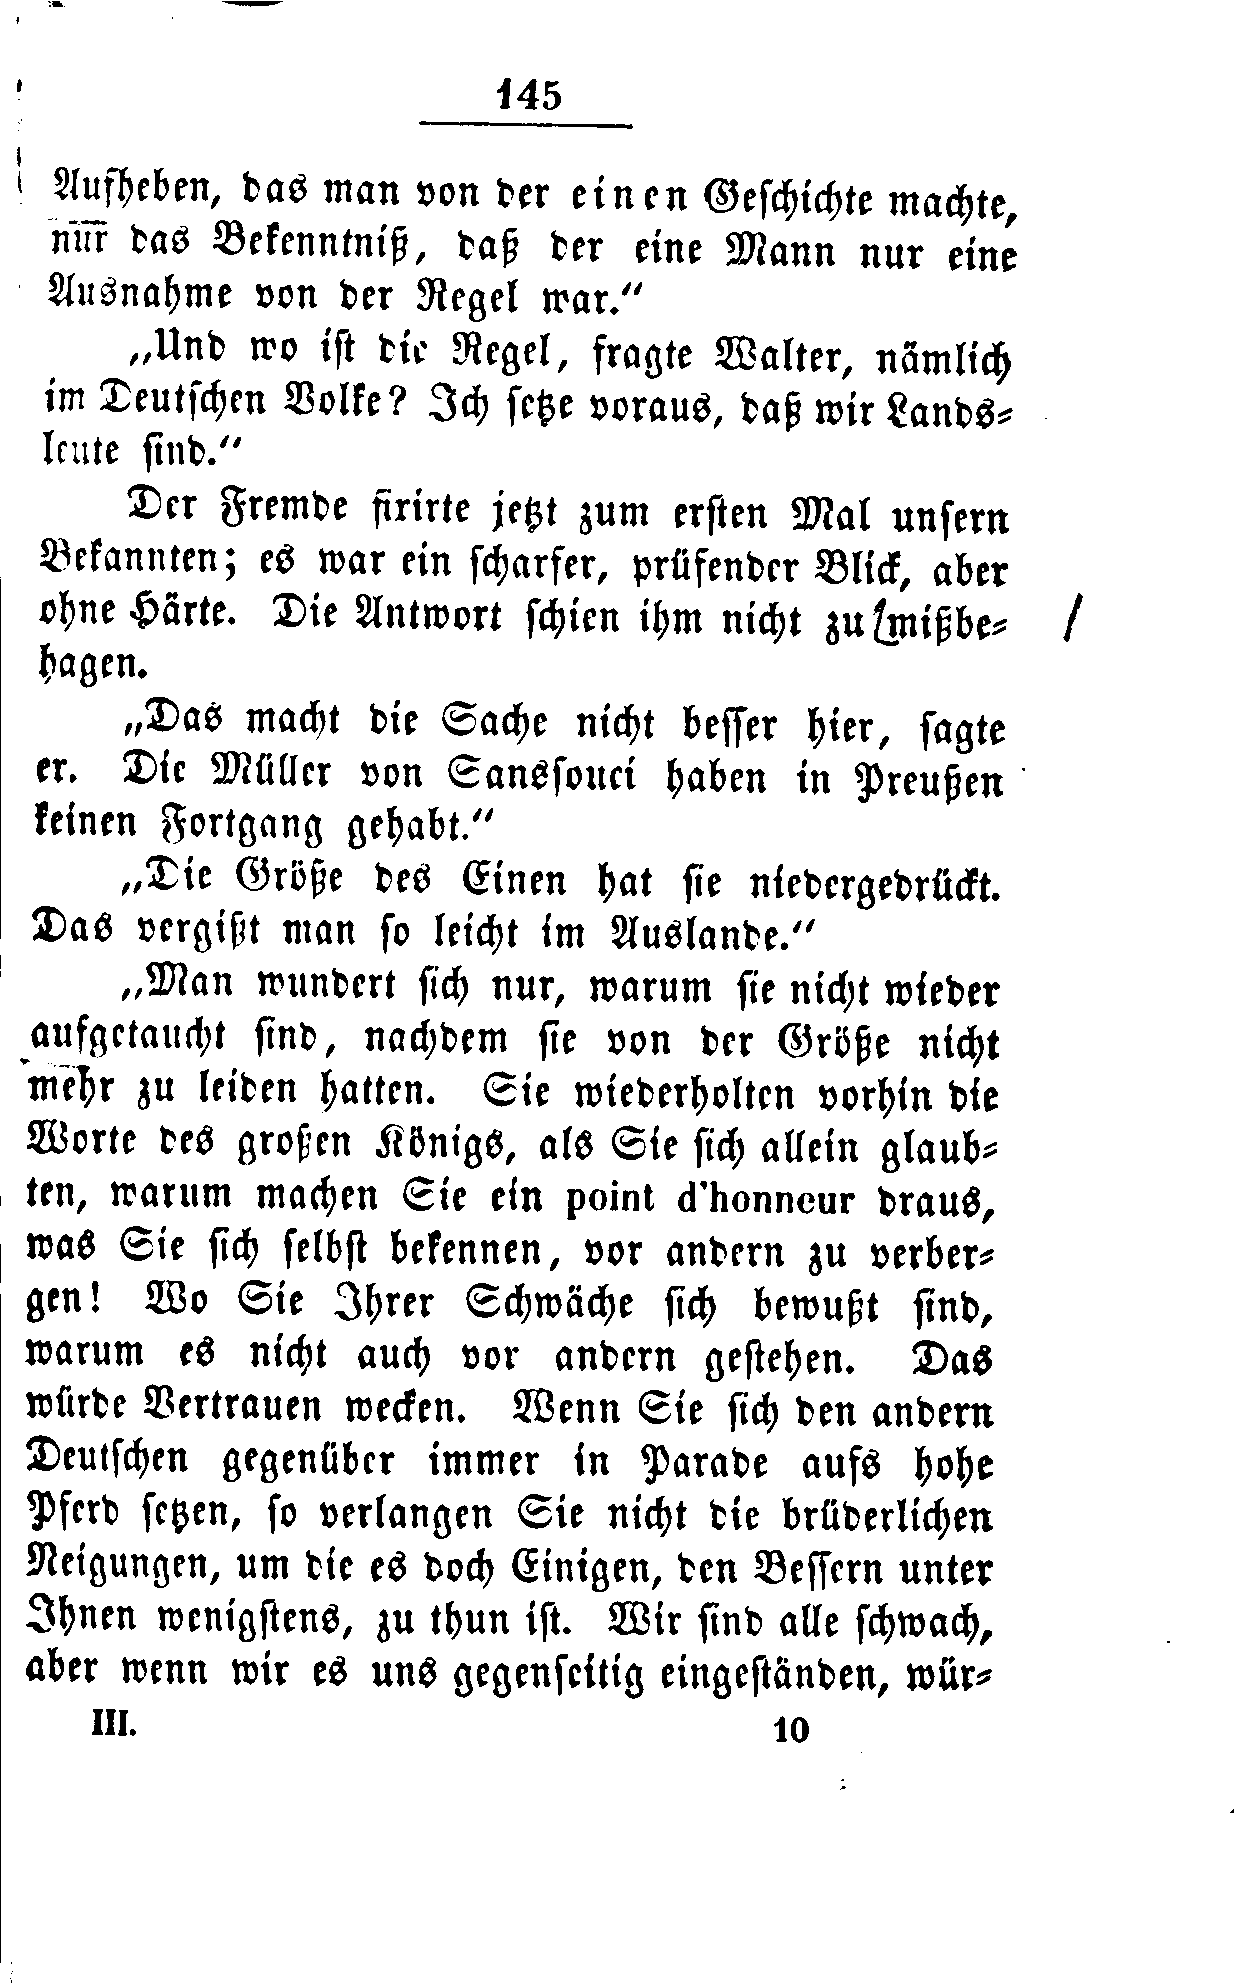 145
Aufheben, das man von der einen Geschichte machte,
nur das Bekenntniß, daß der eine Mann nur eine
Ausnahme von der Regel war.“
„Und wo ist die Regel, fragte Walter, nämlich
im Deutschen Volke? Ich setze voraus, daß wir Lands-
leute sind.“
Der Fremde fixirte jetzt zum ersten Mal unsern
Bekannten; es war ein scharfer, prüfender Blick, aber
ohne Härte. Die Antwort schien ihm nicht zu mißbe-
hagen.
„Das macht die Sache nicht besser hier, sagte
er. Die Müller von Sanssouci haben in Preußen
keinen Fortgang gehabt.“
„Die Größe des Einen hat sie niedergedrückt.
Das vergißt man so leicht im Auslande.“
„Man wundert sich nur, warum sie nicht wieder
aufgetaucht sind, nachdem sie von der Größe nicht
mehr zu leiden hatten. Sie wiederholten vorhin die
Worte des großen Königs, als Sie sich allein glaub-
ten, warum machen Sie ein point d'honneur draus,
was Sie sich selbst bekennen, vor andern zu verber-
gen! Wo Sie Ihrer Schwäche sich bewußt sind,
warum es nicht auch vor andern gestehen. Das
würde Vertrauen wecken. Wenn Sie sich den andern
Deutschen gegenüber immer in Parade aufs hohe
Pferd setzen, so verlangen Sie nicht die brüderlichen
Neigungen, um die es doch Einigen, den Bessern unter
Ihnen wenigstens, zu thun ist. Wir sind alle schwach,
aber wenn wir es uns gegenseitig eingeständen, wür-
III. 10